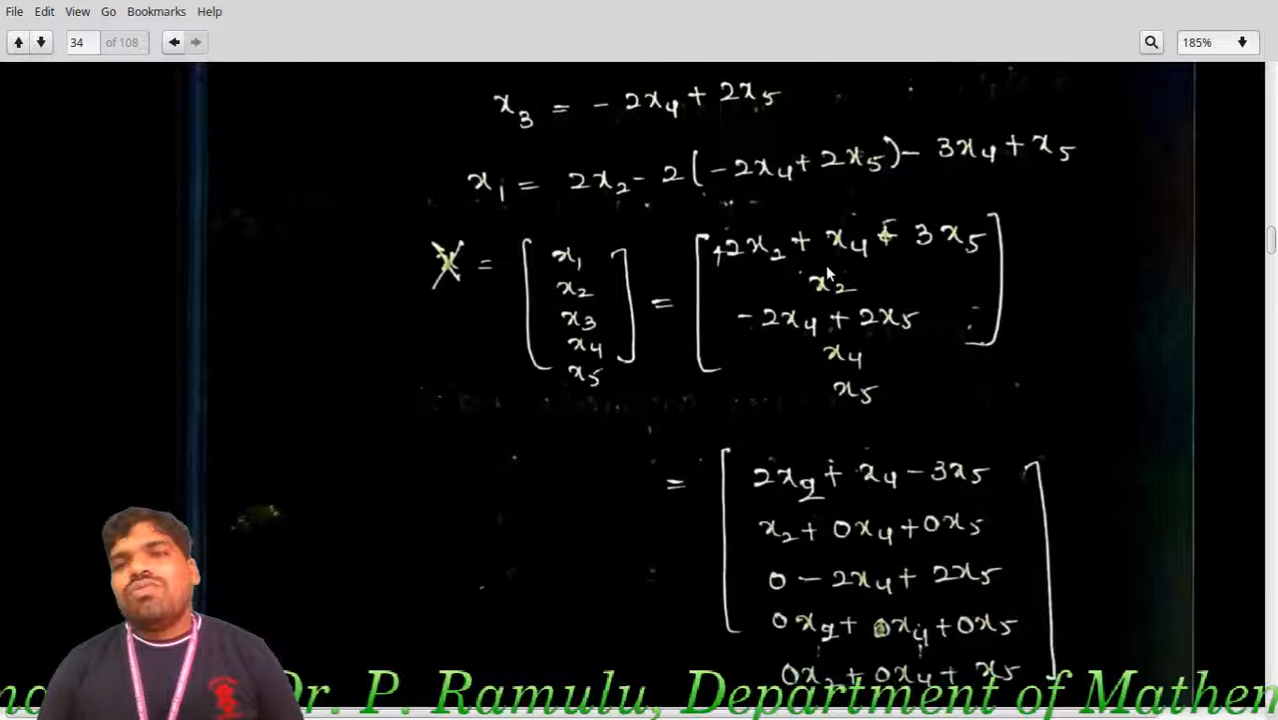 File Edit View Go Bookmarks Help
34 of 108 185%
x₃ = - 2x₄ + 2x₅
x₁ = 2x₂ - 2(-2x₄ + 2x₅) - 3x₄ + x₅
X = [x₁ x₂ x₃ x₄ x₅] = [+2x₂ + x₄ + 3x₅
x₂
-2x₄ + 2x₅
x₄
x₅]
= [2x₂ + x₄ - 3x₅
x₂ + 0x₄ + 0x₅
0 - 2x₄ + 2x₅
0x₂ + 0x₄ + 0x₅
0x₂ + 0x₄ + x₅]
Dr. P. Ramulu, Department of Mathem